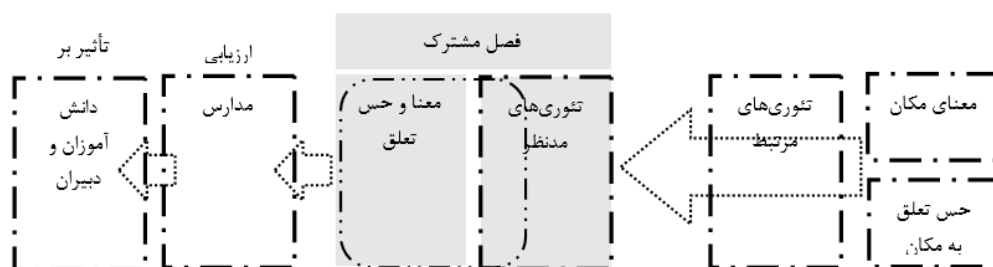 معنای مکان
حس تعلق
به مکان
تئوری‌های
مرتبط
فصل مشترک
تئوری‌های
مدنظر
معنا و حس
تعلق
ارزیابی
مدارس
تأثیر بر
دانش
آموزان و
دبیران